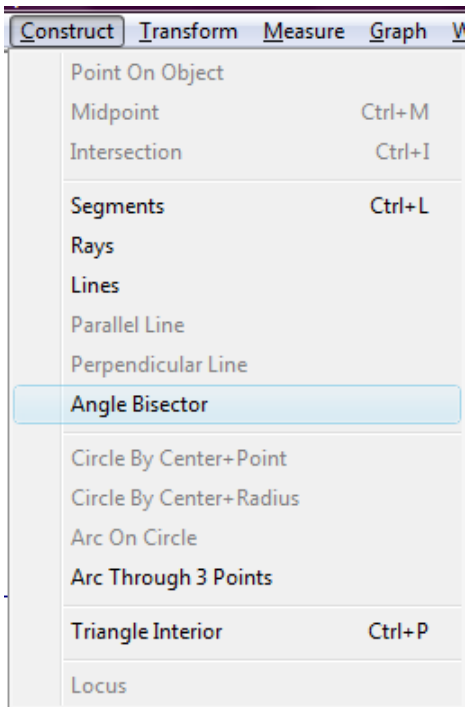 Construct Transform Measure Graph
Point On Object
Midpoint Ctrl+M
Intersection Ctrl+I
Segments Ctrl+L
Rays
Lines
Parallel Line
Perpendicular Line
Angle Bisector
Circle By Center+Point
Circle By Center+Radius
Arc On Circle
Arc Through 3 Points
Triangle Interior Ctrl+P
Locus